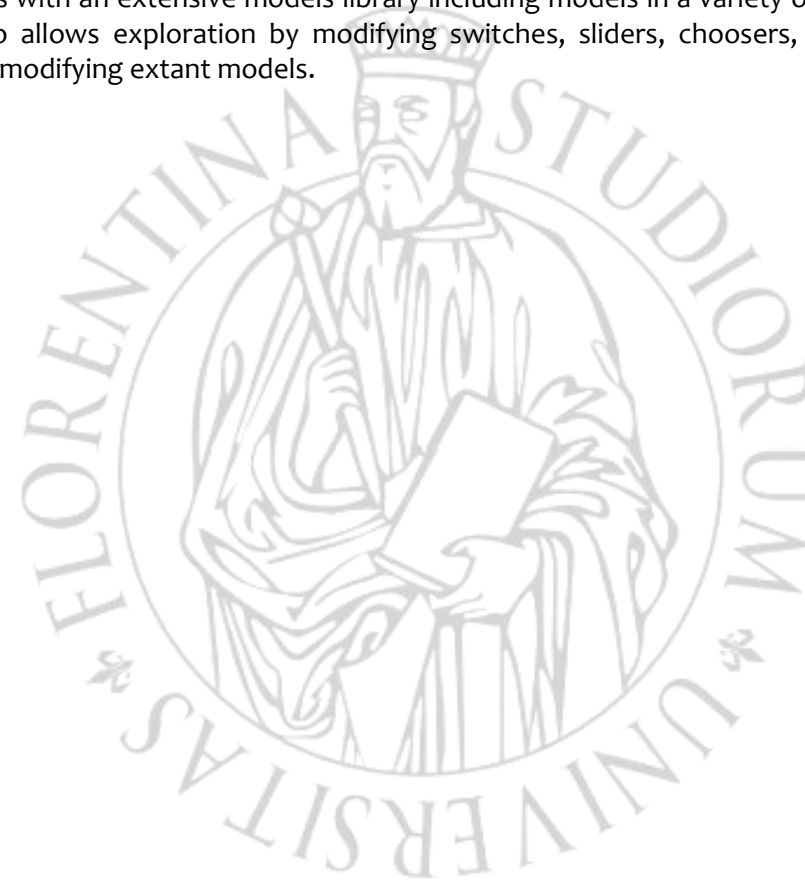 s with an extensive models library including models in a variety o
o allows exploration by modifying switches, sliders, choosers,
modifying extant models.
FLORENTINA STUDIORUM UNIVERSITAS